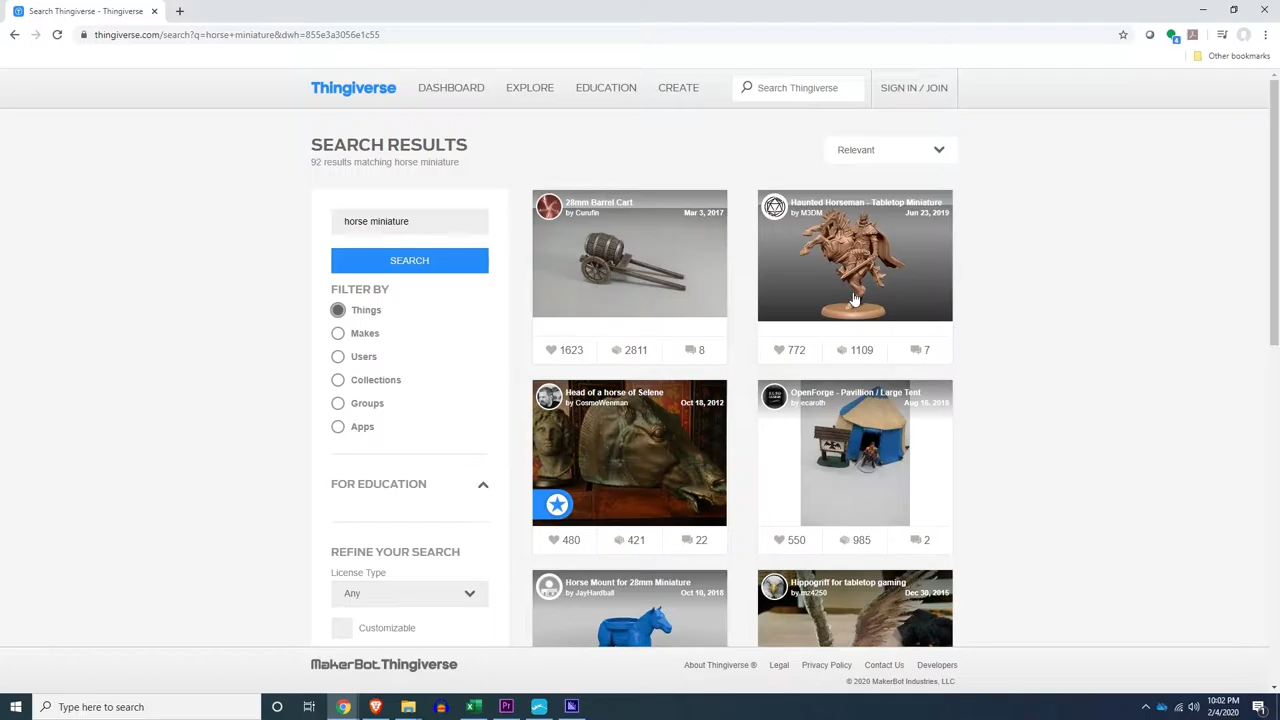 Search Thingiverse - Thingiverse
thingiverse.com/search?q=horse+miniature&dwh=855e3a3056e1c55
Other bookmarks
Thingiverse
DASHBOARD
EXPLORE
EDUCATION
CREATE
Search Thingiverse
SIGN IN / JOIN
SEARCH RESULTS
92 results matching horse miniature
Relevant
horse miniature
SEARCH
FILTER BY
Things
Makes
Users
Collections
Groups
Apps
FOR EDUCATION
REFINE YOUR SEARCH
License Type
Any
Customizable
28mm Barrel Cart
by Curufin Mar 3, 2017
1623 2811 8
Haunted Horseman - Tabletop Miniature
by M3DM Jun 23, 2019
772 1109 7
Head of a horse of Selene
by CosmoWenman Oct 18, 2012
480 421 22
OpenForge - Pavillion / Large Tent
by ecaroth Aug 16, 2018
550 985 2
Horse Mount for 28mm Miniature
by JayHardball Oct 10, 2018
Hippogriff for tabletop gaming
by mz4250 Dec 30, 2015
MakerBot.Thingiverse
About Thingiverse ® Legal Privacy Policy Contact Us Developers
© 2020 MakerBot Industries, LLC
Type here to search
10:02 PM
2/4/2020